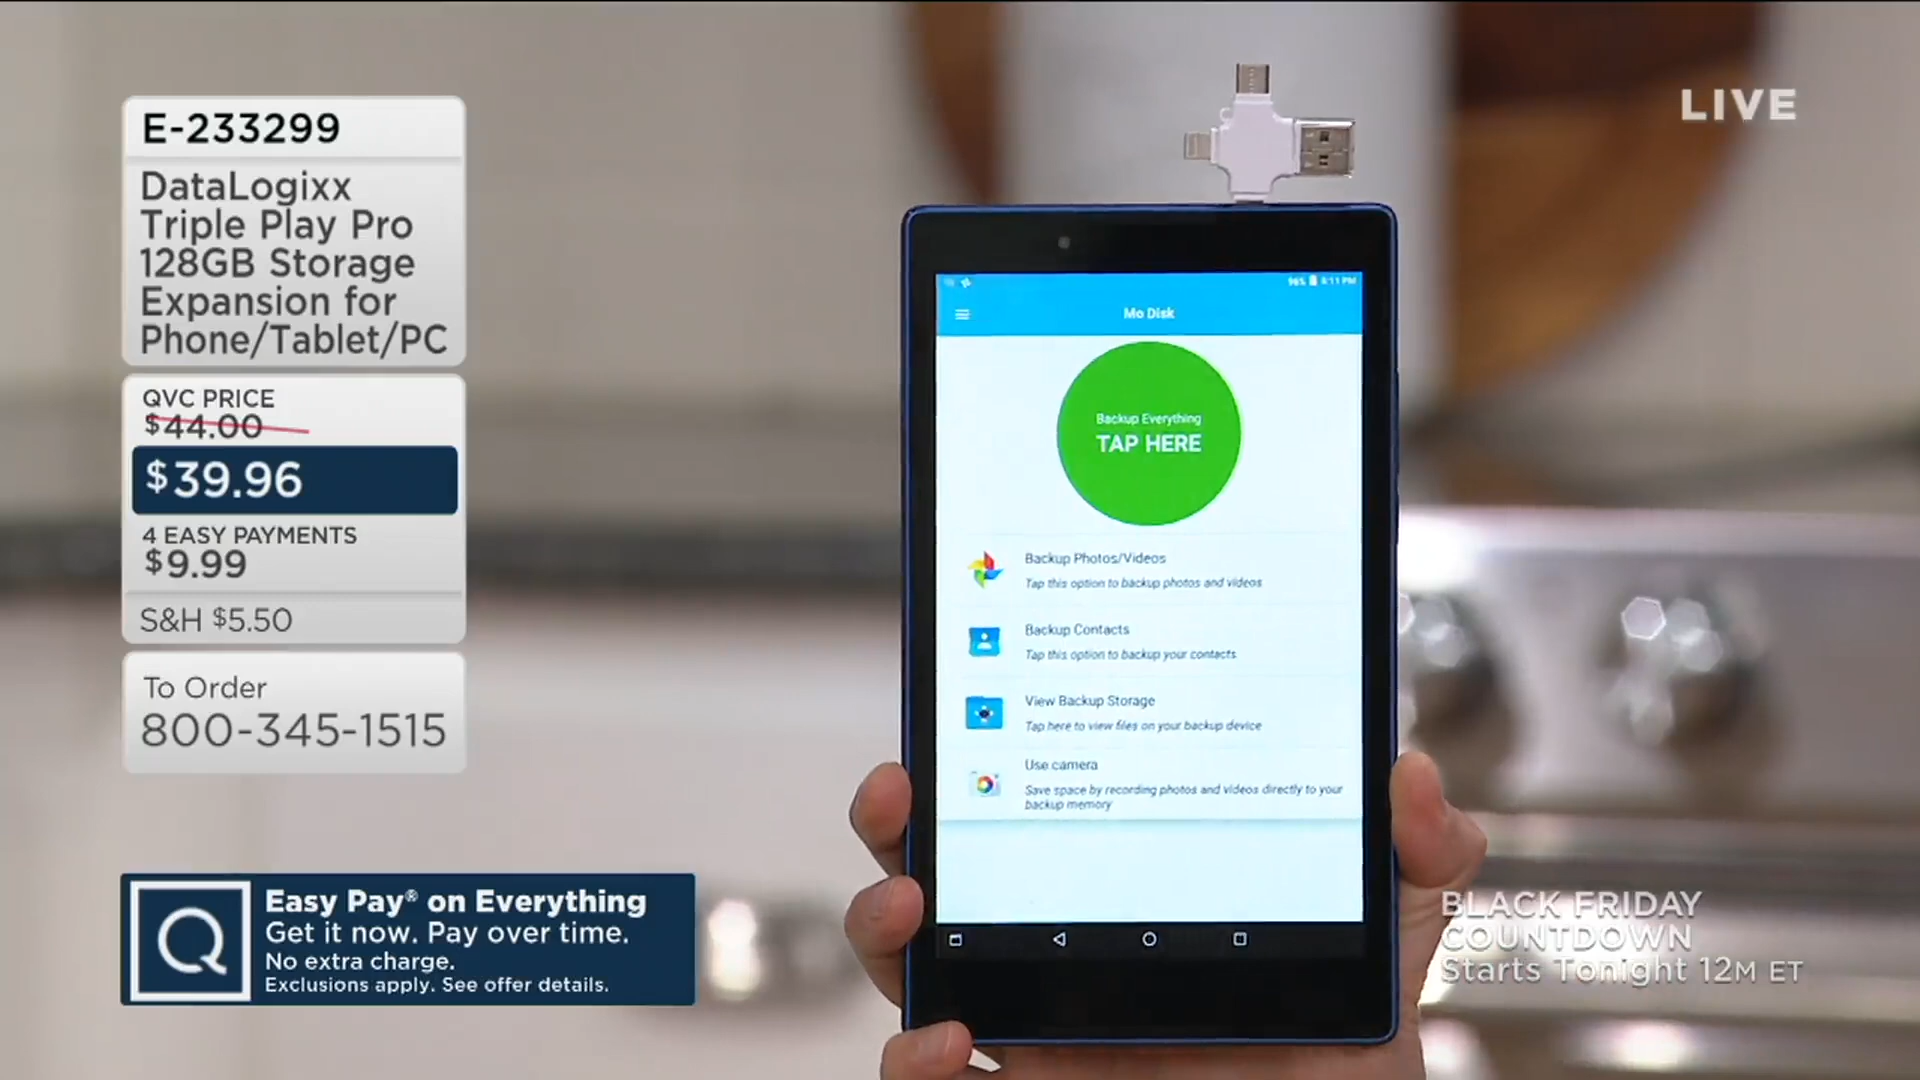 E-233299
DataLogixx
Triple Play Pro
128GB Storage
Expansion for
Phone/Tablet/PC
QVC PRICE
$44.00
$39.96
4 EASY PAYMENTS
$9.99
S&H $5.50
To Order
800-345-1515
Q
Easy Pay® on Everything
Get it now. Pay over time.
No extra charge.
Exclusions apply. See offer details.
LIVE
96% 8:11 PM
Mo Disk
Backup Everything
TAP HERE
Backup Photos/Videos
Tap this option to backup photos and videos
Backup Contacts
Tap this option to backup your contacts
View Backup Storage
Tap here to view files on your backup device
Use camera
Save space by recording photos and videos directly to your
backup memory
BLACK FRIDAY
COUNTDOWN
Starts Tonight 12M ET